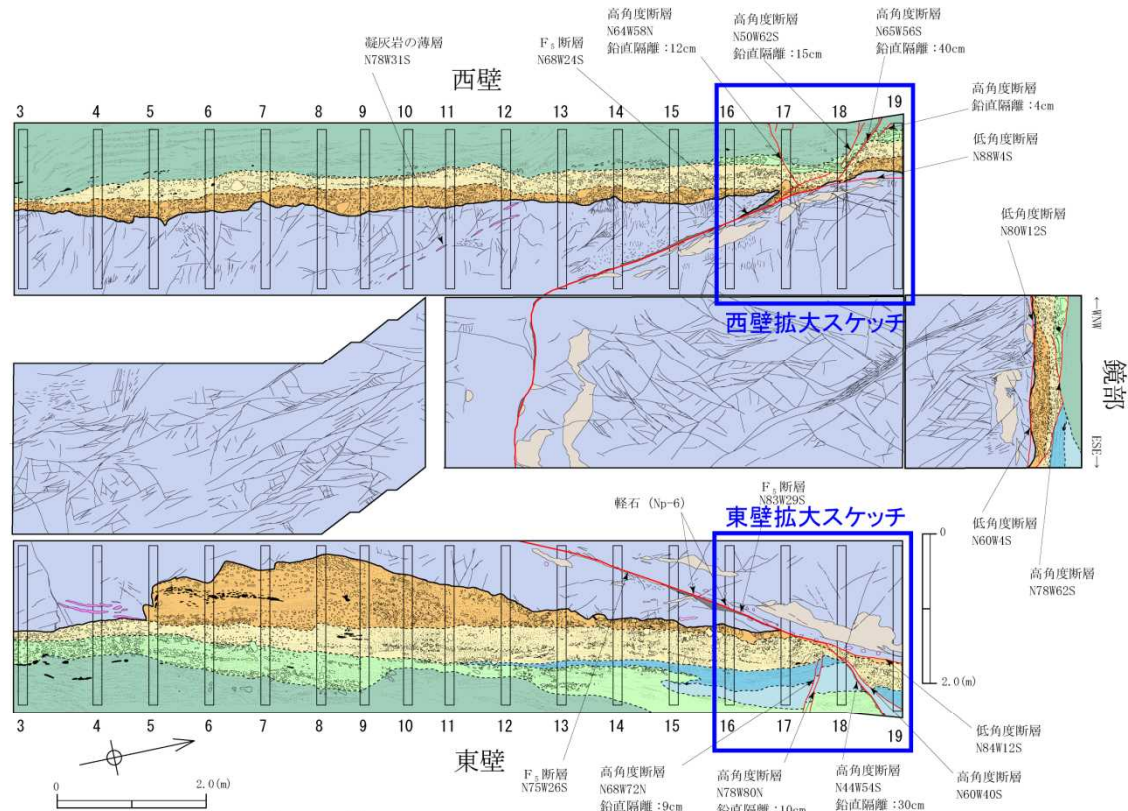 高角度断層
N64W58N
鉛直隔離：12cm
高角度断層
N50W62S
鉛直隔離：15cm
高角度断層
N65W56S
鉛直隔離：40cm
凝灰岩の薄層
N78W31S
F₅断層
N68W24S
西壁
高角度断層
鉛直隔離：4cm
低角度断層
N88W4S
3 4 5 6 7 8 9 10 11 12 13 14 15 16 17 18 19
低角度断層
N80W12S
西壁拡大スケッチ
←WNW
鏡部
ESE→
低角度断層
N60W4S
高角度断層
N78W62S
軽石（Np-6）
F₅断層
N83W29S
東壁拡大スケッチ
0
2.0(m)
3 4 5 6 7 8 9 10 11 12 13 14 15 16 17 18 19
東壁
低角度断層
N84W12S
0 2.0(m)
F₅断層
N75W26S
高角度断層
N68W72N
鉛直隔離：9cm
高角度断層
N78W80N
鉛直隔離：10cm
高角度断層
N44W54S
鉛直隔離：30cm
高角度断層
N60W40S